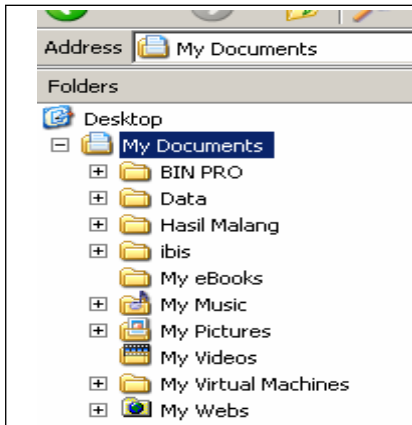 Address My Documents
Folders
Desktop
My Documents
BIN PRO
Data
Hasil Malang
ibis
My eBooks
My Music
My Pictures
My Videos
My Virtual Machines
My Webs